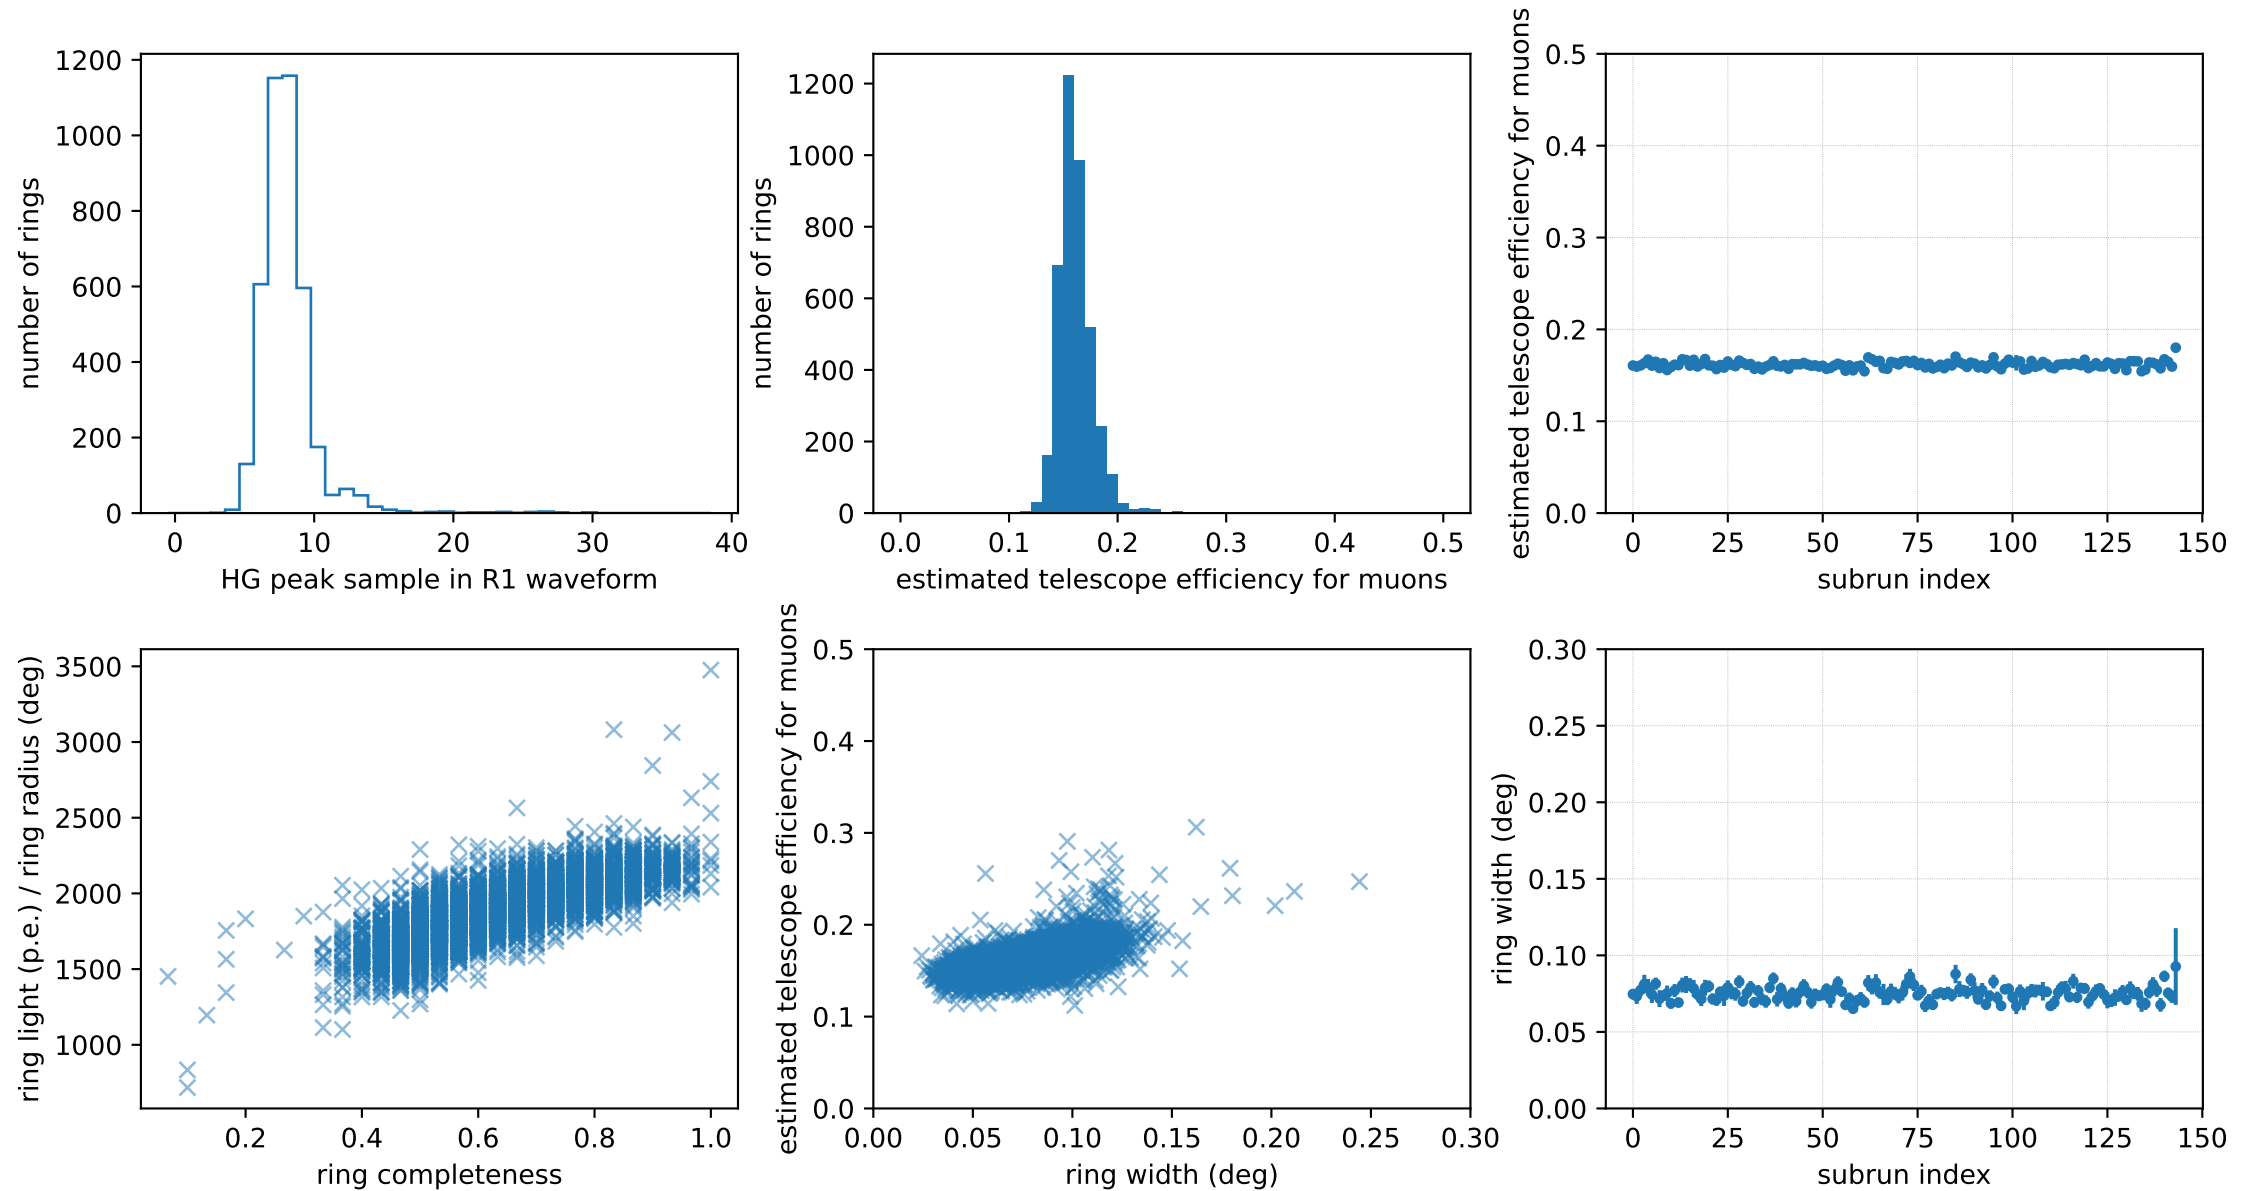 number of rings
1200
1000
800
600
400
200
0
0 10 20 30 40
HG peak sample in R1 waveform
number of rings
1200
1000
800
600
400
200
0
0.0 0.1 0.2 0.3 0.4 0.5
estimated telescope efficiency for muons
estimated telescope efficiency for muons
0.5
0.4
0.3
0.2
0.1
0.0
0 25 50 75 100 125 150
subrun index
ring light (p.e.) / ring radius (deg)
3500
3000
2500
2000
1500
1000
0.2 0.4 0.6 0.8 1.0
ring completeness
estimated telescope efficiency for muons
0.5
0.4
0.3
0.2
0.1
0.0
0.00 0.05 0.10 0.15 0.20 0.25 0.30
ring width (deg)
ring width (deg)
0.30
0.25
0.20
0.15
0.10
0.05
0.00
0 25 50 75 100 125 150
subrun index